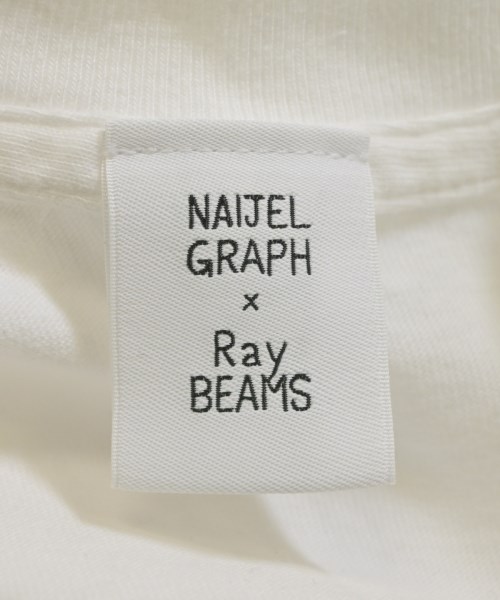 NAIJEL
GRAPH
×
Ray
BEAMS